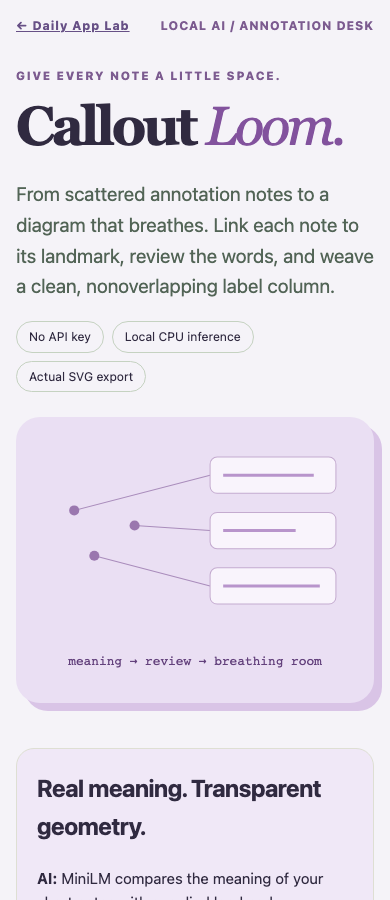 ← Daily App Lab
LOCAL AI / ANNOTATION DESK
GIVE EVERY NOTE A LITTLE SPACE.
Callout Loom.
From scattered annotation notes to a
diagram that breathes. Link each note to
its landmark, review the words, and weave
a clean, nonoverlapping label column.
No API key
Local CPU inference
Actual SVG export
meaning → review → breathing room
Real meaning. Transparent
geometry.
AI: MiniLM compares the meaning of your